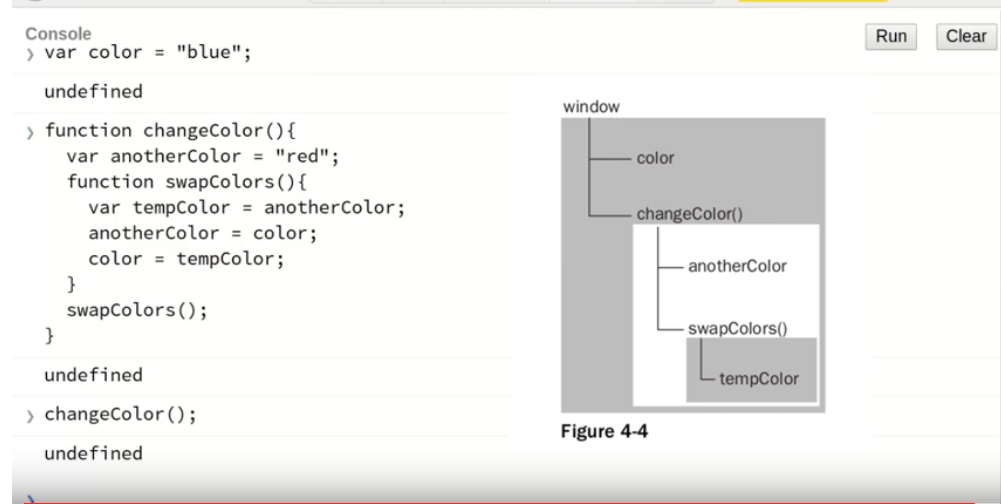 Console
Run
Clear
❯ var color = "blue";
undefined
❯ function changeColor(){
    var anotherColor = "red";
    function swapColors(){
      var tempColor = anotherColor;
      anotherColor = color;
      color = tempColor;
    }
    swapColors();
  }
undefined
❯ changeColor();
undefined
❯
window
color
changeColor()
anotherColor
swapColors()
tempColor
Figure 4-4